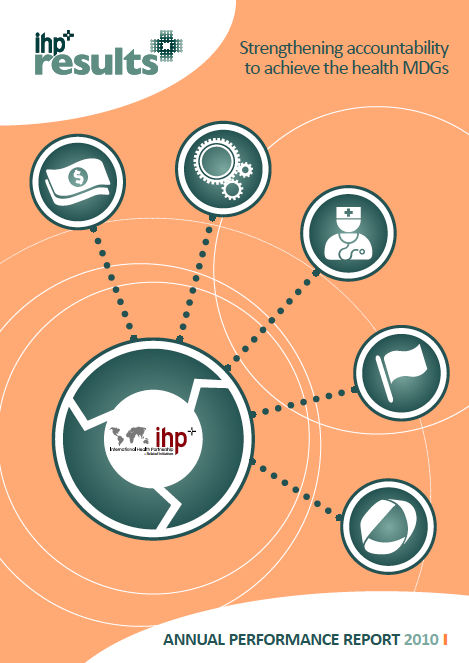 ihp+
results
Strengthening accountability
to achieve the health MDGs
$
ihp+
International Health Partnership
ANNUAL PERFORMANCE REPORT 2010